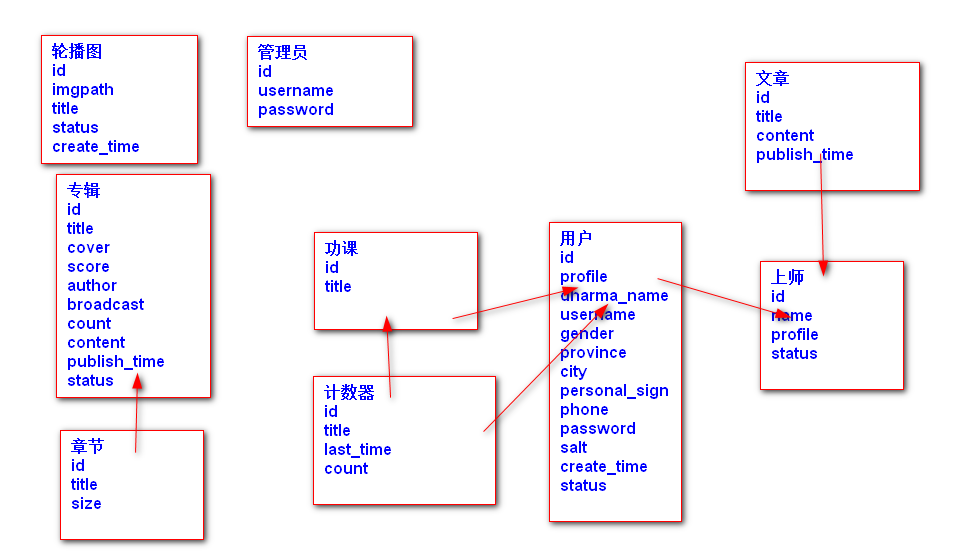 轮播图
id
imgpath
title
status
create_time
管理员
id
username
password
文章
id
title
content
publish_time
专辑
id
title
cover
score
author
broadcast
count
content
publish_time
status
功课
id
title
用户
id
profile
dharma_name
username
gender
province
city
personal_sign
phone
password
salt
create_time
status
上师
id
name
profile
status
计数器
id
title
last_time
count
章节
id
title
size